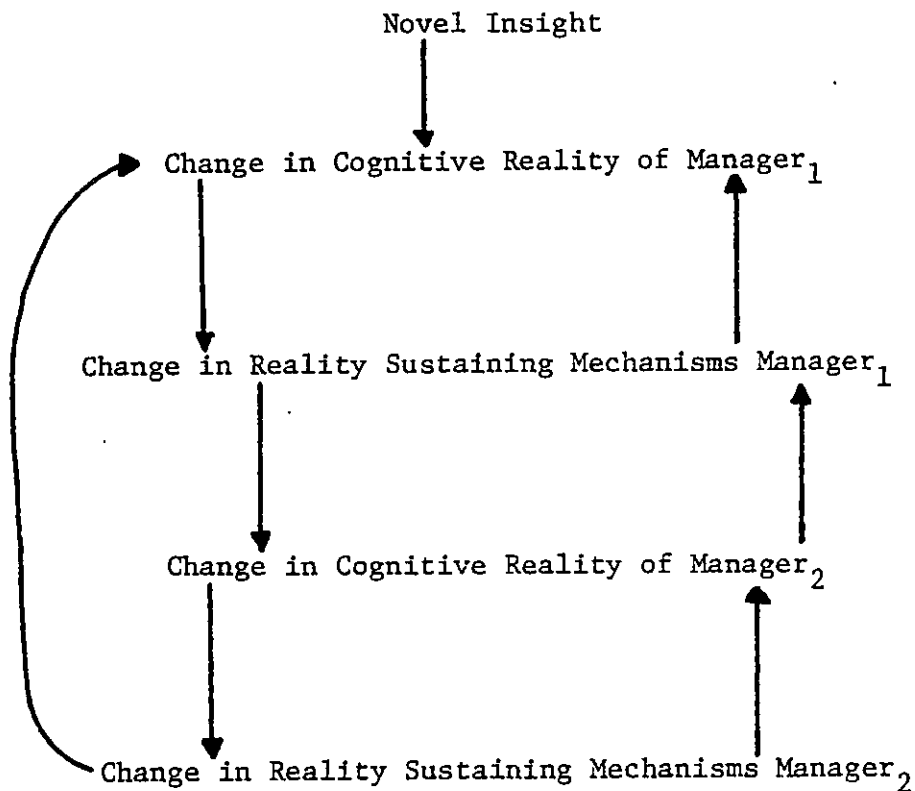 Novel Insight
Change in Cognitive Reality of Manager₁
Change in Reality Sustaining Mechanisms Manager₁
Change in Cognitive Reality of Manager₂
Change in Reality Sustaining Mechanisms Manager₂